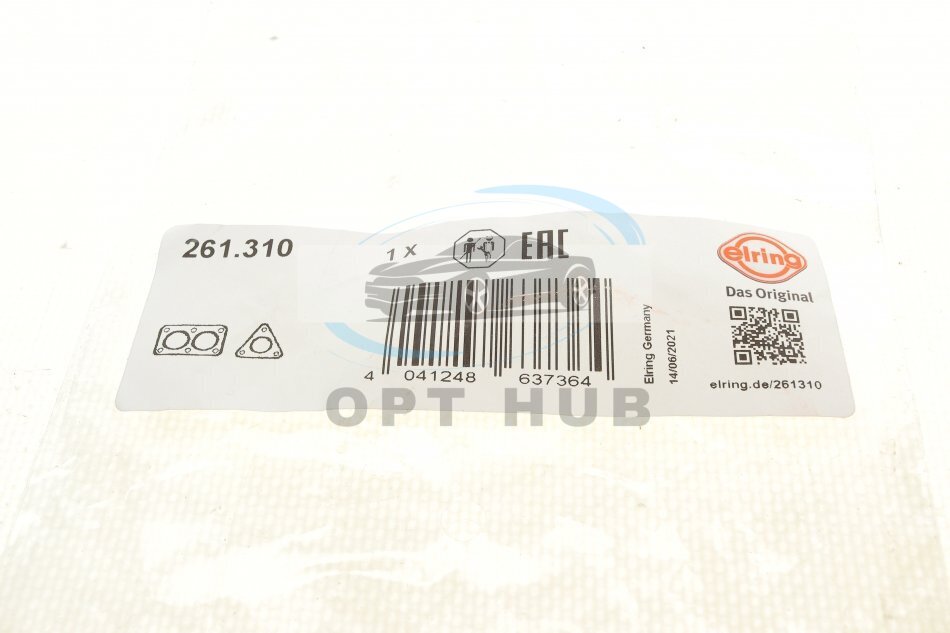 261.310
1 X
EAC
elring
Das Original
4 041248 637364
Elring Germany
14/06/2021
elring.de/261310
OPT HUB